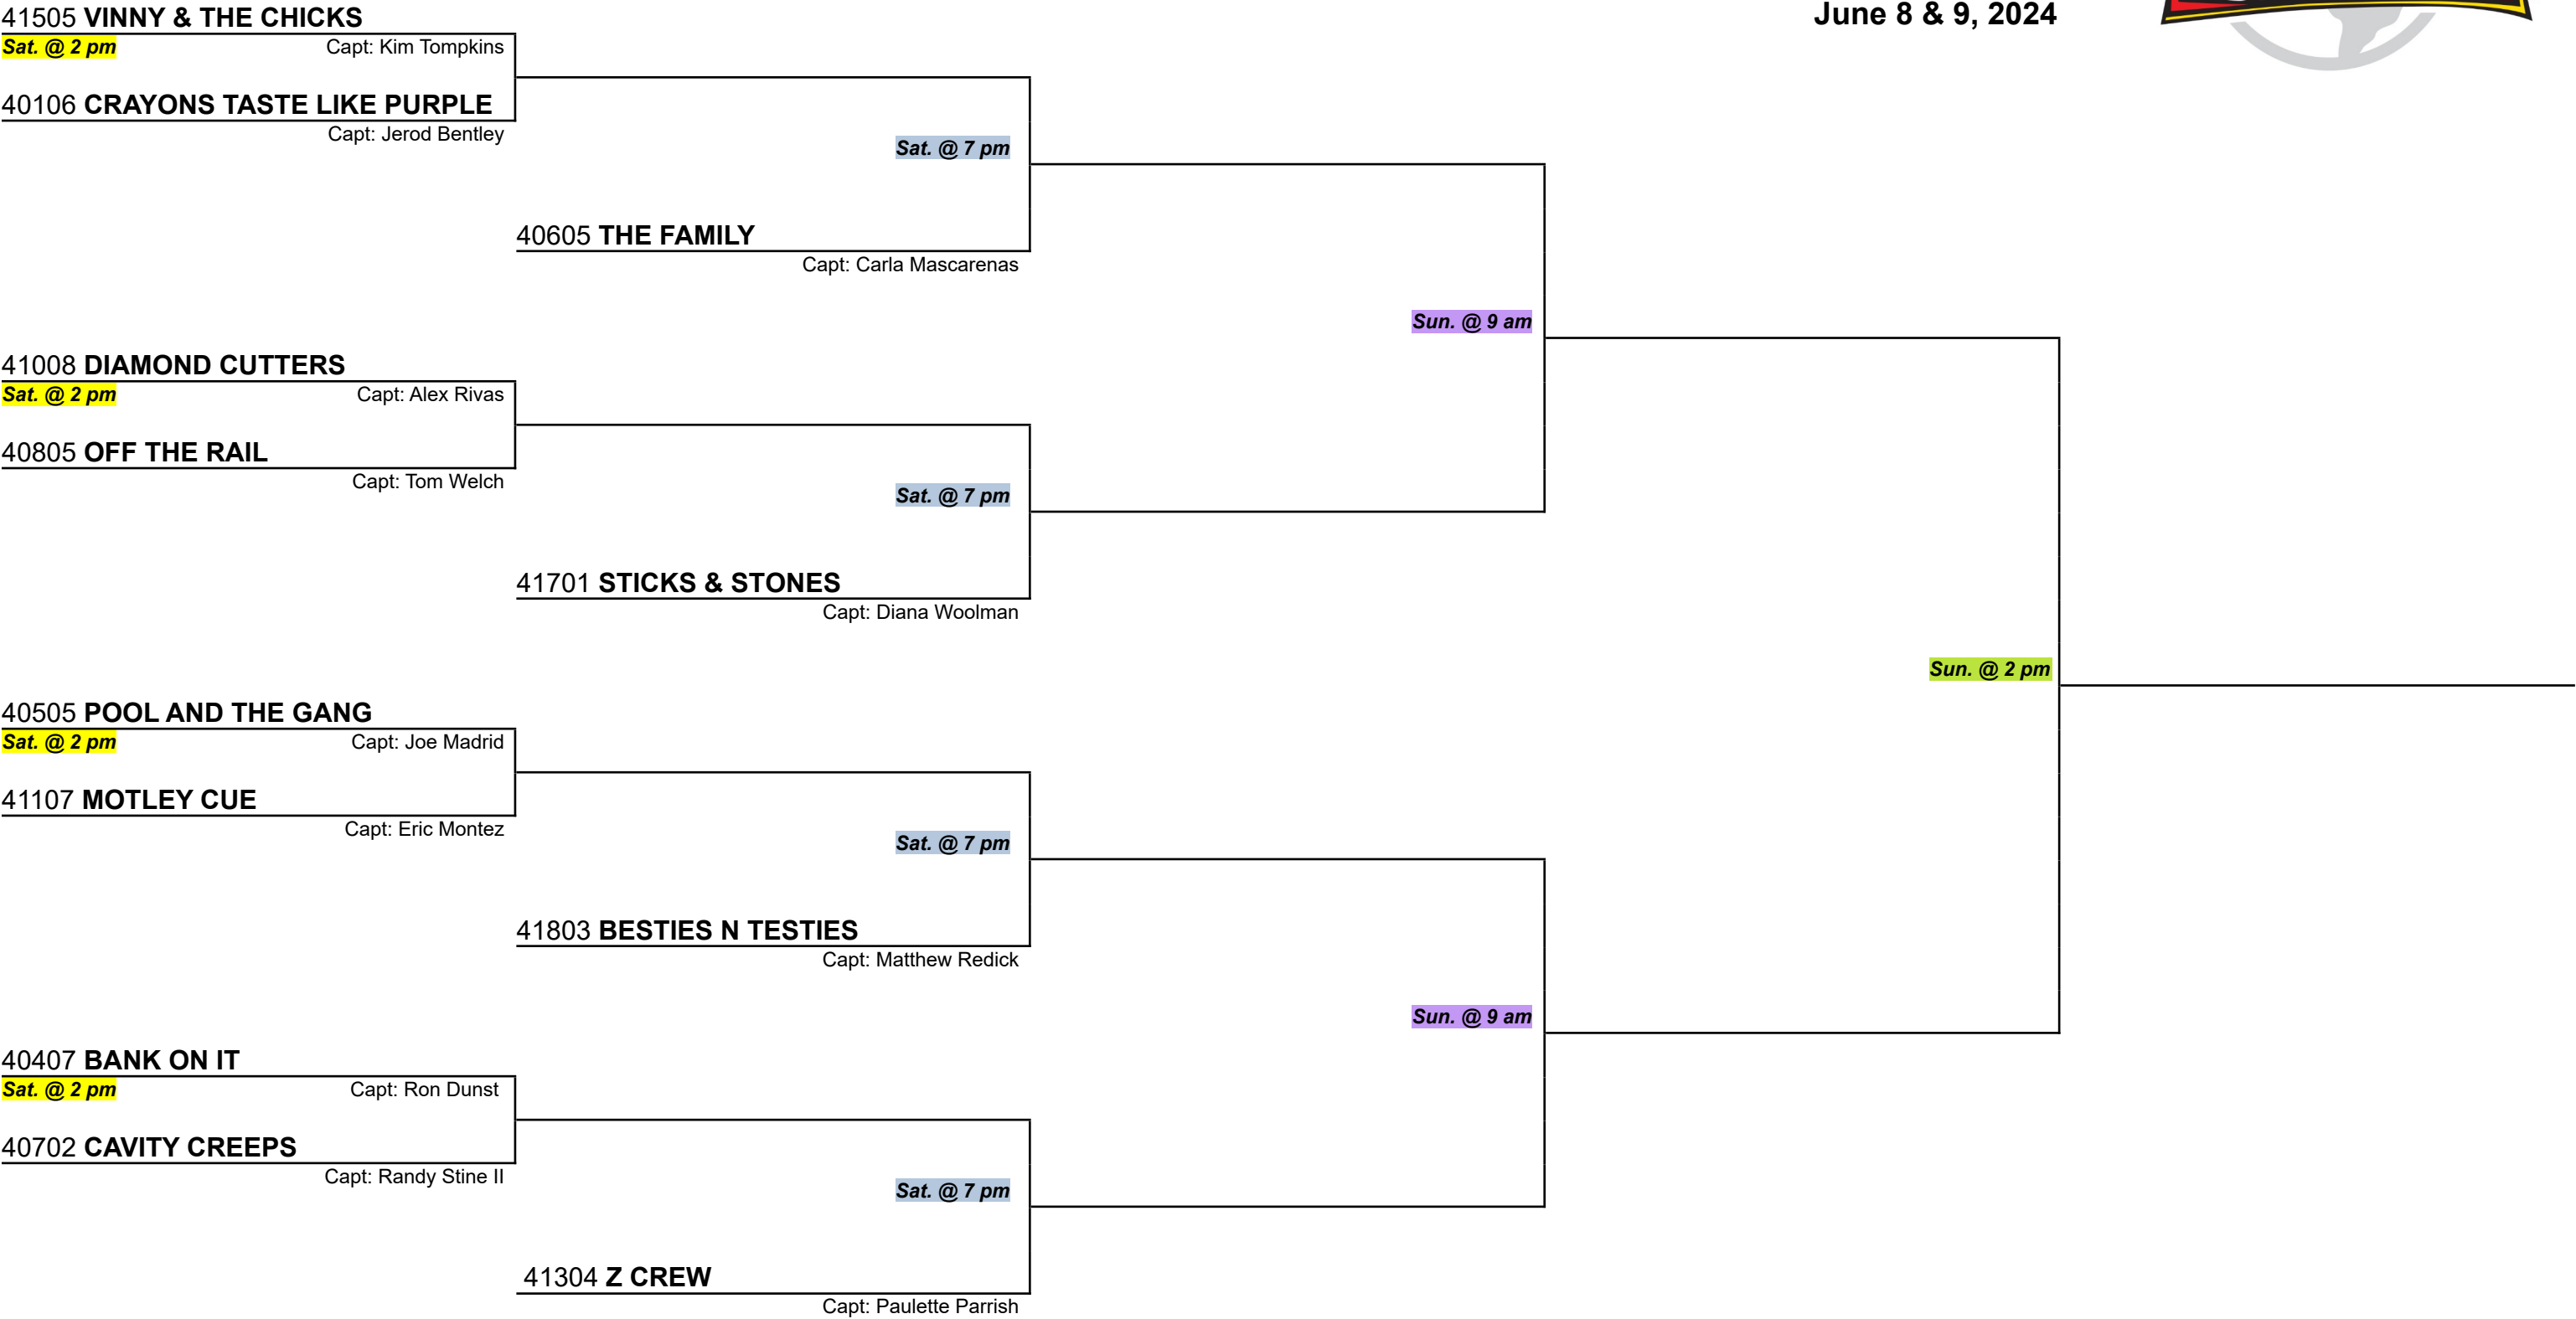 41505 VINNY & THE CHICKS
June 8 & 9, 2024
Sat. @ 2 pm
Capt: Kim Tompkins
40106 CRAYONS TASTE LIKE PURPLE
Capt: Jerod Bentley
Sat. @ 7 pm
40605 THE FAMILY
Capt: Carla Mascarenas
Sun. @ 9 am
41008 DIAMOND CUTTERS
Sat. @ 2 pm
Capt: Alex Rivas
40805 OFF THE RAIL
Capt: Tom Welch
Sat. @ 7 pm
41701 STICKS & STONES
Capt: Diana Woolman
Sun. @ 2 pm
40505 POOL AND THE GANG
Sat. @ 2 pm
Capt: Joe Madrid
41107 MOTLEY CUE
Capt: Eric Montez
Sat. @ 7 pm
41803 BESTIES N TESTIES
Capt: Matthew Redick
Sun. @ 9 am
40407 BANK ON IT
Sat. @ 2 pm
Capt: Ron Dunst
40702 CAVITY CREEPS
Capt: Randy Stine II
Sat. @ 7 pm
41304 Z CREW
Capt: Paulette Parrish